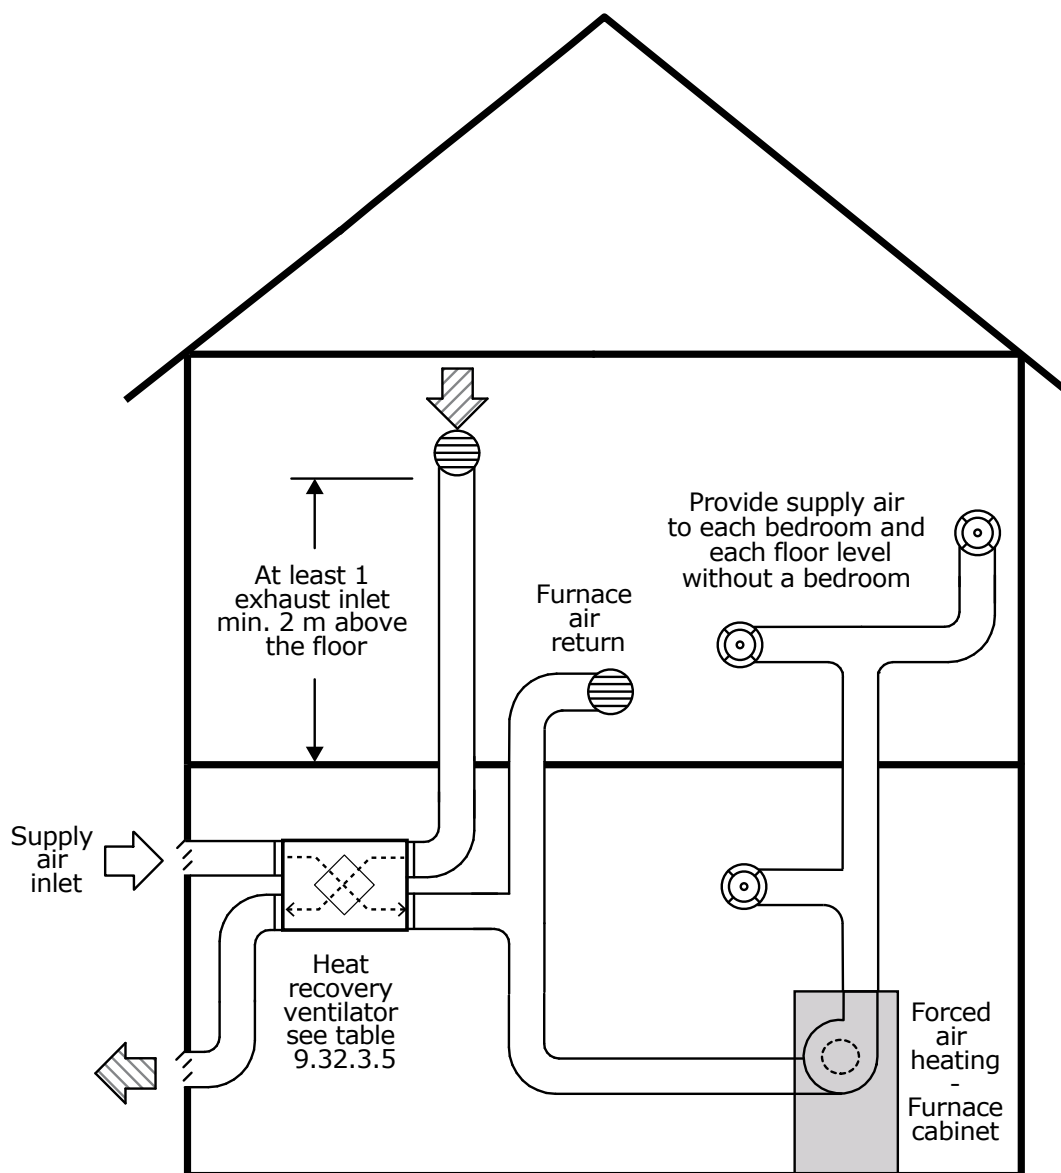 Provide supply air
to each bedroom and
each floor level
without a bedroom
At least 1
exhaust inlet
min. 2 m above
the floor
Furnace
air
return
Supply
air
inlet
Heat
recovery
ventilator
see table
9.32.3.5
Forced
air
heating
-
Furnace
cabinet